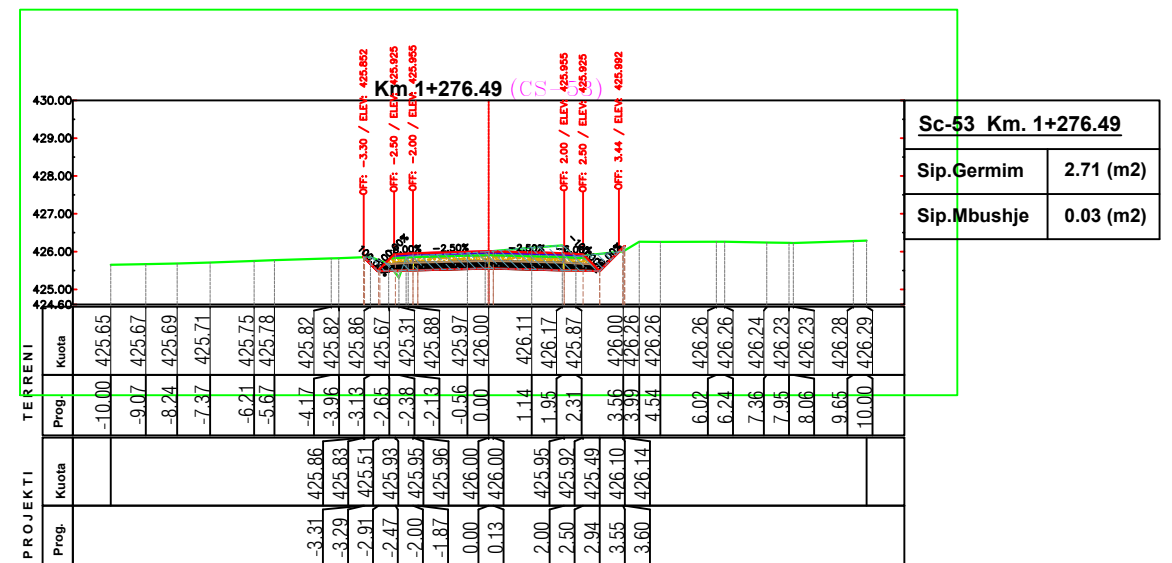 OFF: -3.30 / ELEV: 425.852
OFF: -2.50 / ELEV: 425.925
OFF: -2.00 / ELEV: 425.955
OFF: 2.00 / ELEV: 425.955
OFF: 2.50 / ELEV: 425.925
OFF: 3.44 / ELEV: 425.992
Km 1+276.49 (CS-53)
430.00
429.00
428.00
427.00
426.00
425.00
424.60
-2.50% -2.50%
Sc-53 Km. 1+276.49
Sip.Germim 2.71 (m2)
Sip.Mbushje 0.03 (m2)
TERRENI
Kuota 425.65 425.67 425.69 425.71 425.75 425.78 425.82 425.82 425.86 425.67 425.31 425.88 425.97 426.00 426.11 426.17 425.87 426.00 426.26 426.26 426.26 426.26 426.24 426.23 426.23 426.28 426.29
Prog. -10.00 -9.07 -8.24 -7.37 -6.21 -5.67 -4.17 -3.96 -3.13 -2.65 -2.38 -2.13 -0.56 0.00 1.14 1.95 2.31 3.56 3.99 4.54 6.02 6.24 7.36 7.95 8.06 9.65 10.00
PROJEKTI
Kuota 425.86 425.83 425.51 425.93 425.95 425.96 426.00 426.00 425.95 425.92 425.49 426.10 426.14
Prog. -3.31 -3.29 -2.91 -2.47 -2.00 -1.87 0.00 0.13 2.00 2.50 2.94 3.55 3.60